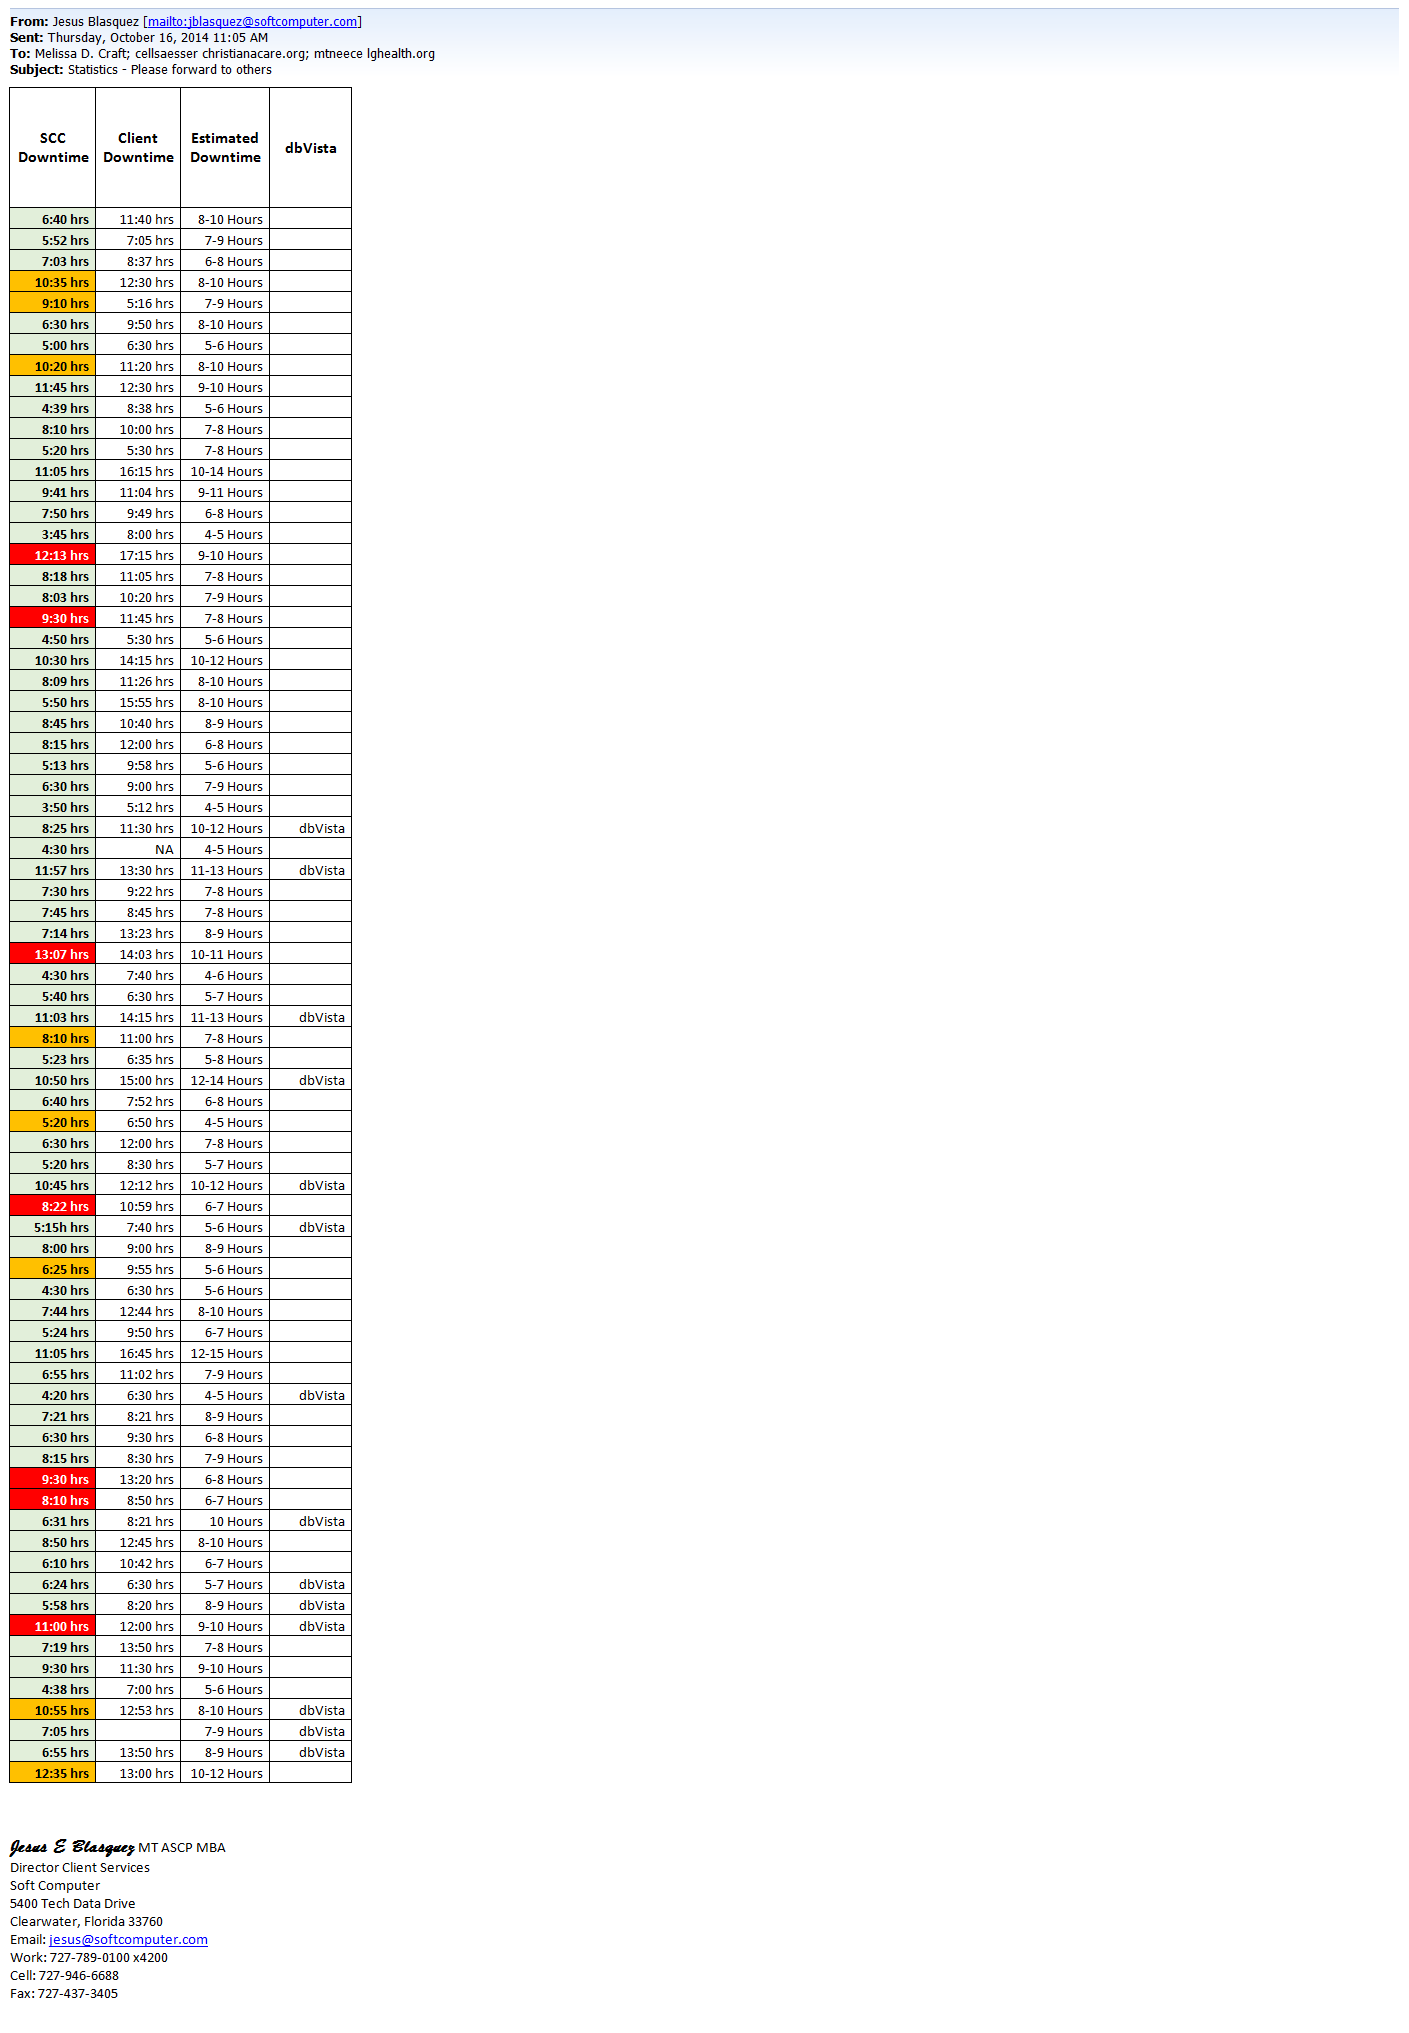 From: Jesus Blasquez [mailto:jblasquez@softcomputer.com]
Sent: Thursday, October 16, 2014 11:05 AM
To: Melissa D. Craft; cellsaesser christianacare.org; mtneece lghealth.org
Subject: Statistics - Please forward to others
SCC Downtime Client Downtime Estimated Downtime dbVista
6:40 hrs 11:40 hrs 8-10 Hours
5:52 hrs 7:05 hrs 7-9 Hours
7:03 hrs 8:37 hrs 6-8 Hours
10:35 hrs 12:30 hrs 8-10 Hours
9:10 hrs 5:16 hrs 7-9 Hours
6:30 hrs 9:50 hrs 8-10 Hours
5:00 hrs 6:30 hrs 5-6 Hours
10:20 hrs 11:20 hrs 8-10 Hours
11:45 hrs 12:30 hrs 9-10 Hours
4:39 hrs 8:38 hrs 5-6 Hours
8:10 hrs 10:00 hrs 7-8 Hours
5:20 hrs 5:30 hrs 7-8 Hours
11:05 hrs 16:15 hrs 10-14 Hours
9:41 hrs 11:04 hrs 9-11 Hours
7:50 hrs 9:49 hrs 6-8 Hours
3:45 hrs 8:00 hrs 4-5 Hours
12:13 hrs 17:15 hrs 9-10 Hours
8:18 hrs 11:05 hrs 7-8 Hours
8:03 hrs 10:20 hrs 7-9 Hours
9:30 hrs 11:45 hrs 7-8 Hours
4:50 hrs 5:30 hrs 5-6 Hours
10:30 hrs 14:15 hrs 10-12 Hours
8:09 hrs 11:26 hrs 8-10 Hours
5:50 hrs 15:55 hrs 8-10 Hours
8:45 hrs 10:40 hrs 8-9 Hours
8:15 hrs 12:00 hrs 6-8 Hours
5:13 hrs 9:58 hrs 5-6 Hours
6:30 hrs 9:00 hrs 7-9 Hours
3:50 hrs 5:12 hrs 4-5 Hours
8:25 hrs 11:30 hrs 10-12 Hours dbVista
4:30 hrs NA 4-5 Hours
11:57 hrs 13:30 hrs 11-13 Hours dbVista
7:30 hrs 9:22 hrs 7-8 Hours
7:45 hrs 8:45 hrs 7-8 Hours
7:14 hrs 13:23 hrs 8-9 Hours
13:07 hrs 14:03 hrs 10-11 Hours
4:30 hrs 7:40 hrs 4-6 Hours
5:40 hrs 6:30 hrs 5-7 Hours
11:03 hrs 14:15 hrs 11-13 Hours dbVista
8:10 hrs 11:00 hrs 7-8 Hours
5:23 hrs 6:35 hrs 5-8 Hours
10:50 hrs 15:00 hrs 12-14 Hours dbVista
6:40 hrs 7:52 hrs 6-8 Hours
5:20 hrs 6:50 hrs 4-5 Hours
6:30 hrs 12:00 hrs 7-8 Hours
5:20 hrs 8:30 hrs 5-7 Hours
10:45 hrs 12:12 hrs 10-12 Hours dbVista
8:22 hrs 10:59 hrs 6-7 Hours
5:15h hrs 7:40 hrs 5-6 Hours dbVista
8:00 hrs 9:00 hrs 8-9 Hours
6:25 hrs 9:55 hrs 5-6 Hours
4:30 hrs 6:30 hrs 5-6 Hours
7:44 hrs 12:44 hrs 8-10 Hours
5:24 hrs 9:50 hrs 6-7 Hours
11:05 hrs 16:45 hrs 12-15 Hours
6:55 hrs 11:02 hrs 7-9 Hours
4:20 hrs 6:30 hrs 4-5 Hours dbVista
7:21 hrs 8:21 hrs 8-9 Hours
6:30 hrs 9:30 hrs 6-8 Hours
8:15 hrs 8:30 hrs 7-9 Hours
9:30 hrs 13:20 hrs 6-8 Hours
8:10 hrs 8:50 hrs 6-7 Hours
6:31 hrs 8:21 hrs 10 Hours dbVista
8:50 hrs 12:45 hrs 8-10 Hours
6:10 hrs 10:42 hrs 6-7 Hours
6:24 hrs 6:30 hrs 5-7 Hours dbVista
5:58 hrs 8:20 hrs 8-9 Hours dbVista
11:00 hrs 12:00 hrs 9-10 Hours dbVista
7:19 hrs 13:50 hrs 7-8 Hours
9:30 hrs 11:30 hrs 9-10 Hours
4:38 hrs 7:00 hrs 5-6 Hours
10:55 hrs 12:53 hrs 8-10 Hours dbVista
7:05 hrs 7-9 Hours dbVista
6:55 hrs 13:50 hrs 8-9 Hours dbVista
12:35 hrs 13:00 hrs 10-12 Hours
Jesus E Blasquez MT ASCP MBA
Director Client Services
Soft Computer
5400 Tech Data Drive
Clearwater, Florida 33760
Email: jesus@softcomputer.com
Work: 727-789-0100 x4200
Cell: 727-946-6688
Fax: 727-437-3405